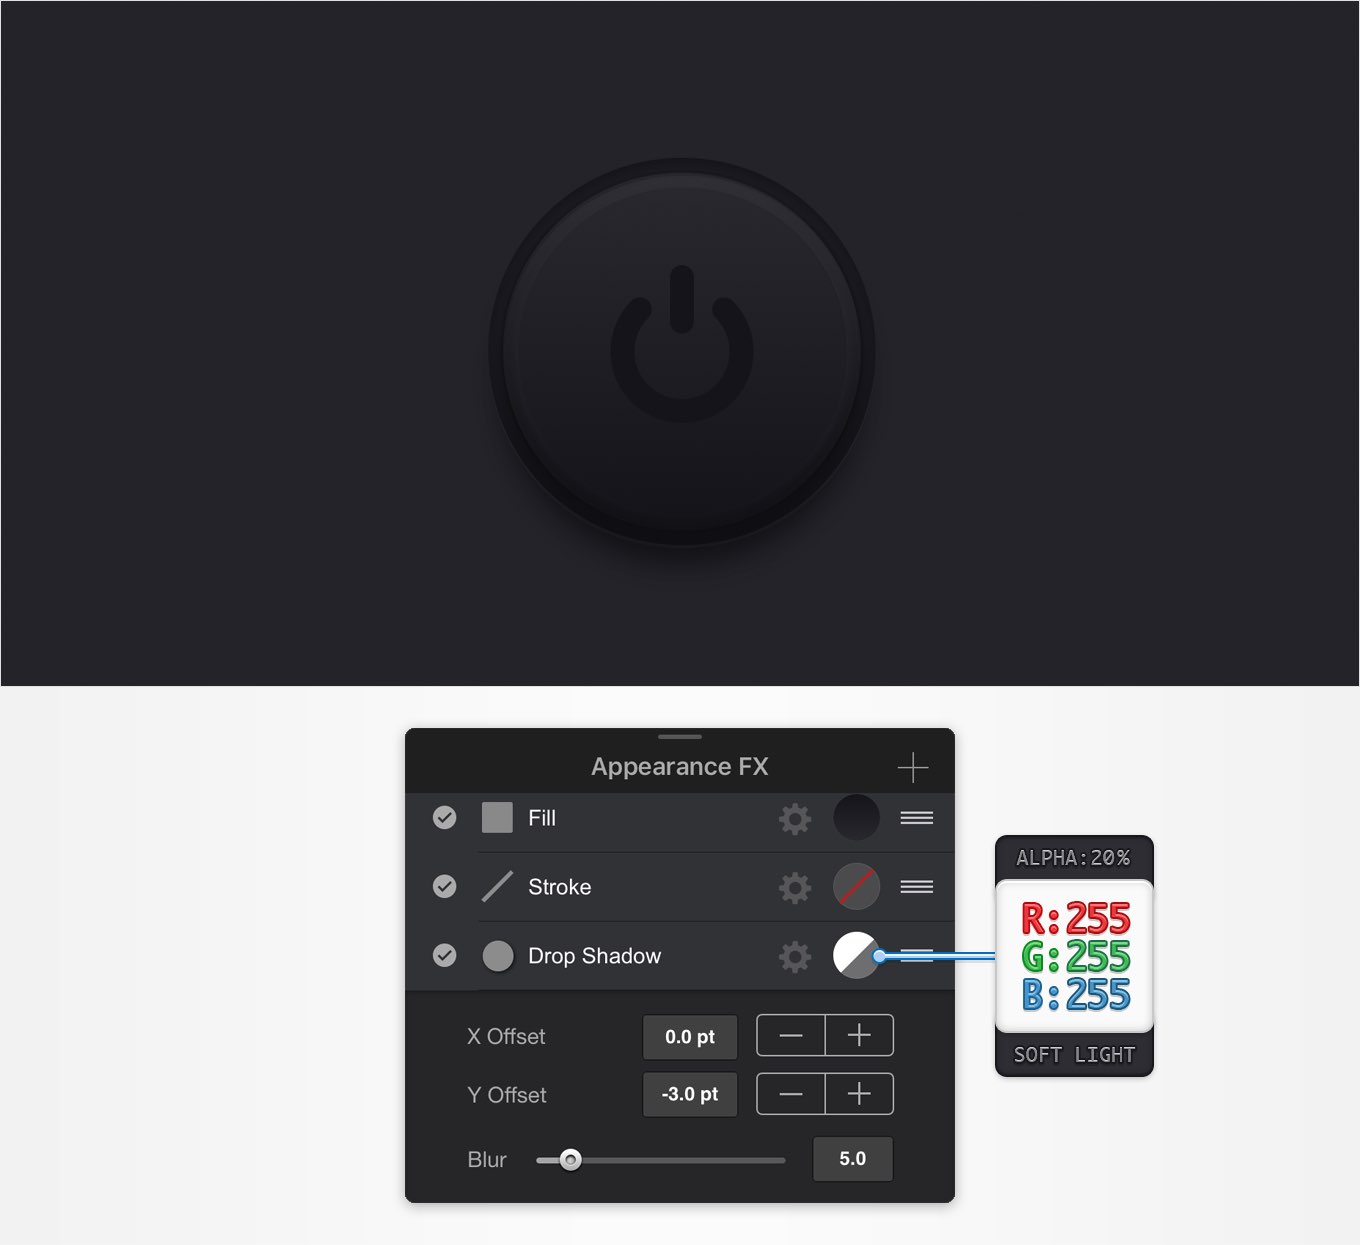 Appearance FX
Fill
Stroke
Drop Shadow
X Offset 0.0 pt
Y Offset -3.0 pt
Blur 5.0
ALPHA:20%
R:255
G:255
B:255
SOFT LIGHT